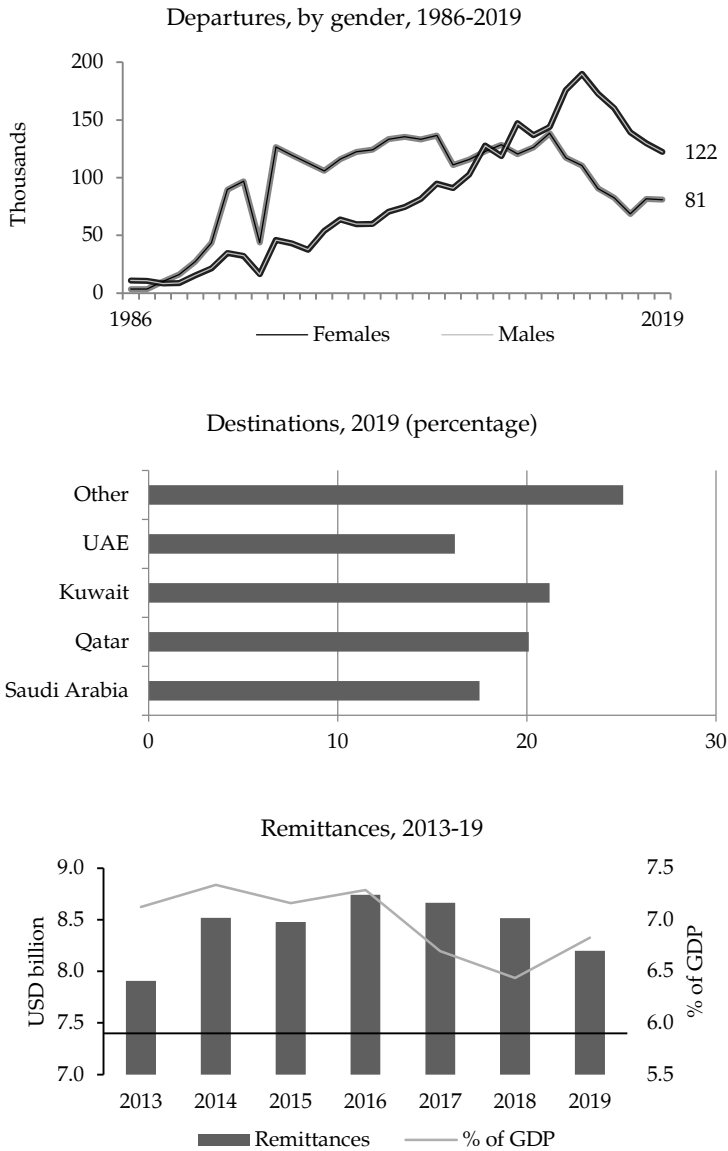 Departures, by gender, 1986-2019
Thousands
200
150
100
50
0
122
81
1986 2019
Females Males
Destinations, 2019 (percentage)
Other
UAE
Kuwait
Qatar
Saudi Arabia
0 10 20 30
Remittances, 2013-19
USD billion
9.0
8.5
8.0
7.5
7.0
7.5
7.0
6.5
6.0
5.5
% of GDP
2013 2014 2015 2016 2017 2018 2019
Remittances % of GDP